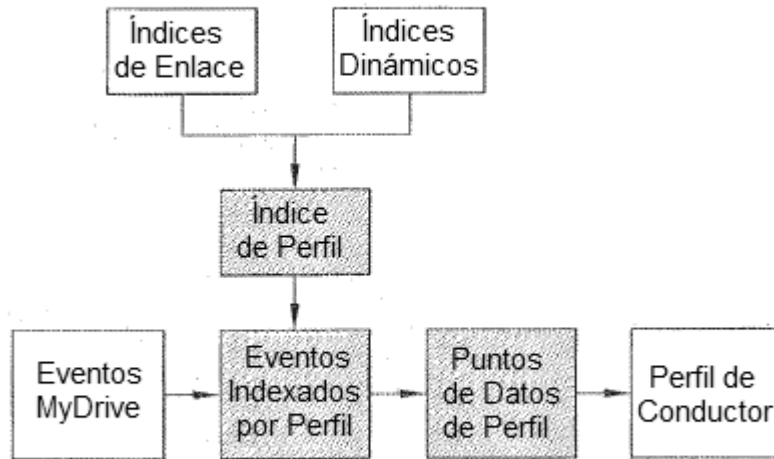 Índices
de Enlace
Índices
Dinámicos
Índice
de Perfil
Eventos
MyDrive
Eventos
Indexados
por Perfil
Puntos
de Datos
de Perfil
Perfil de
Conductor